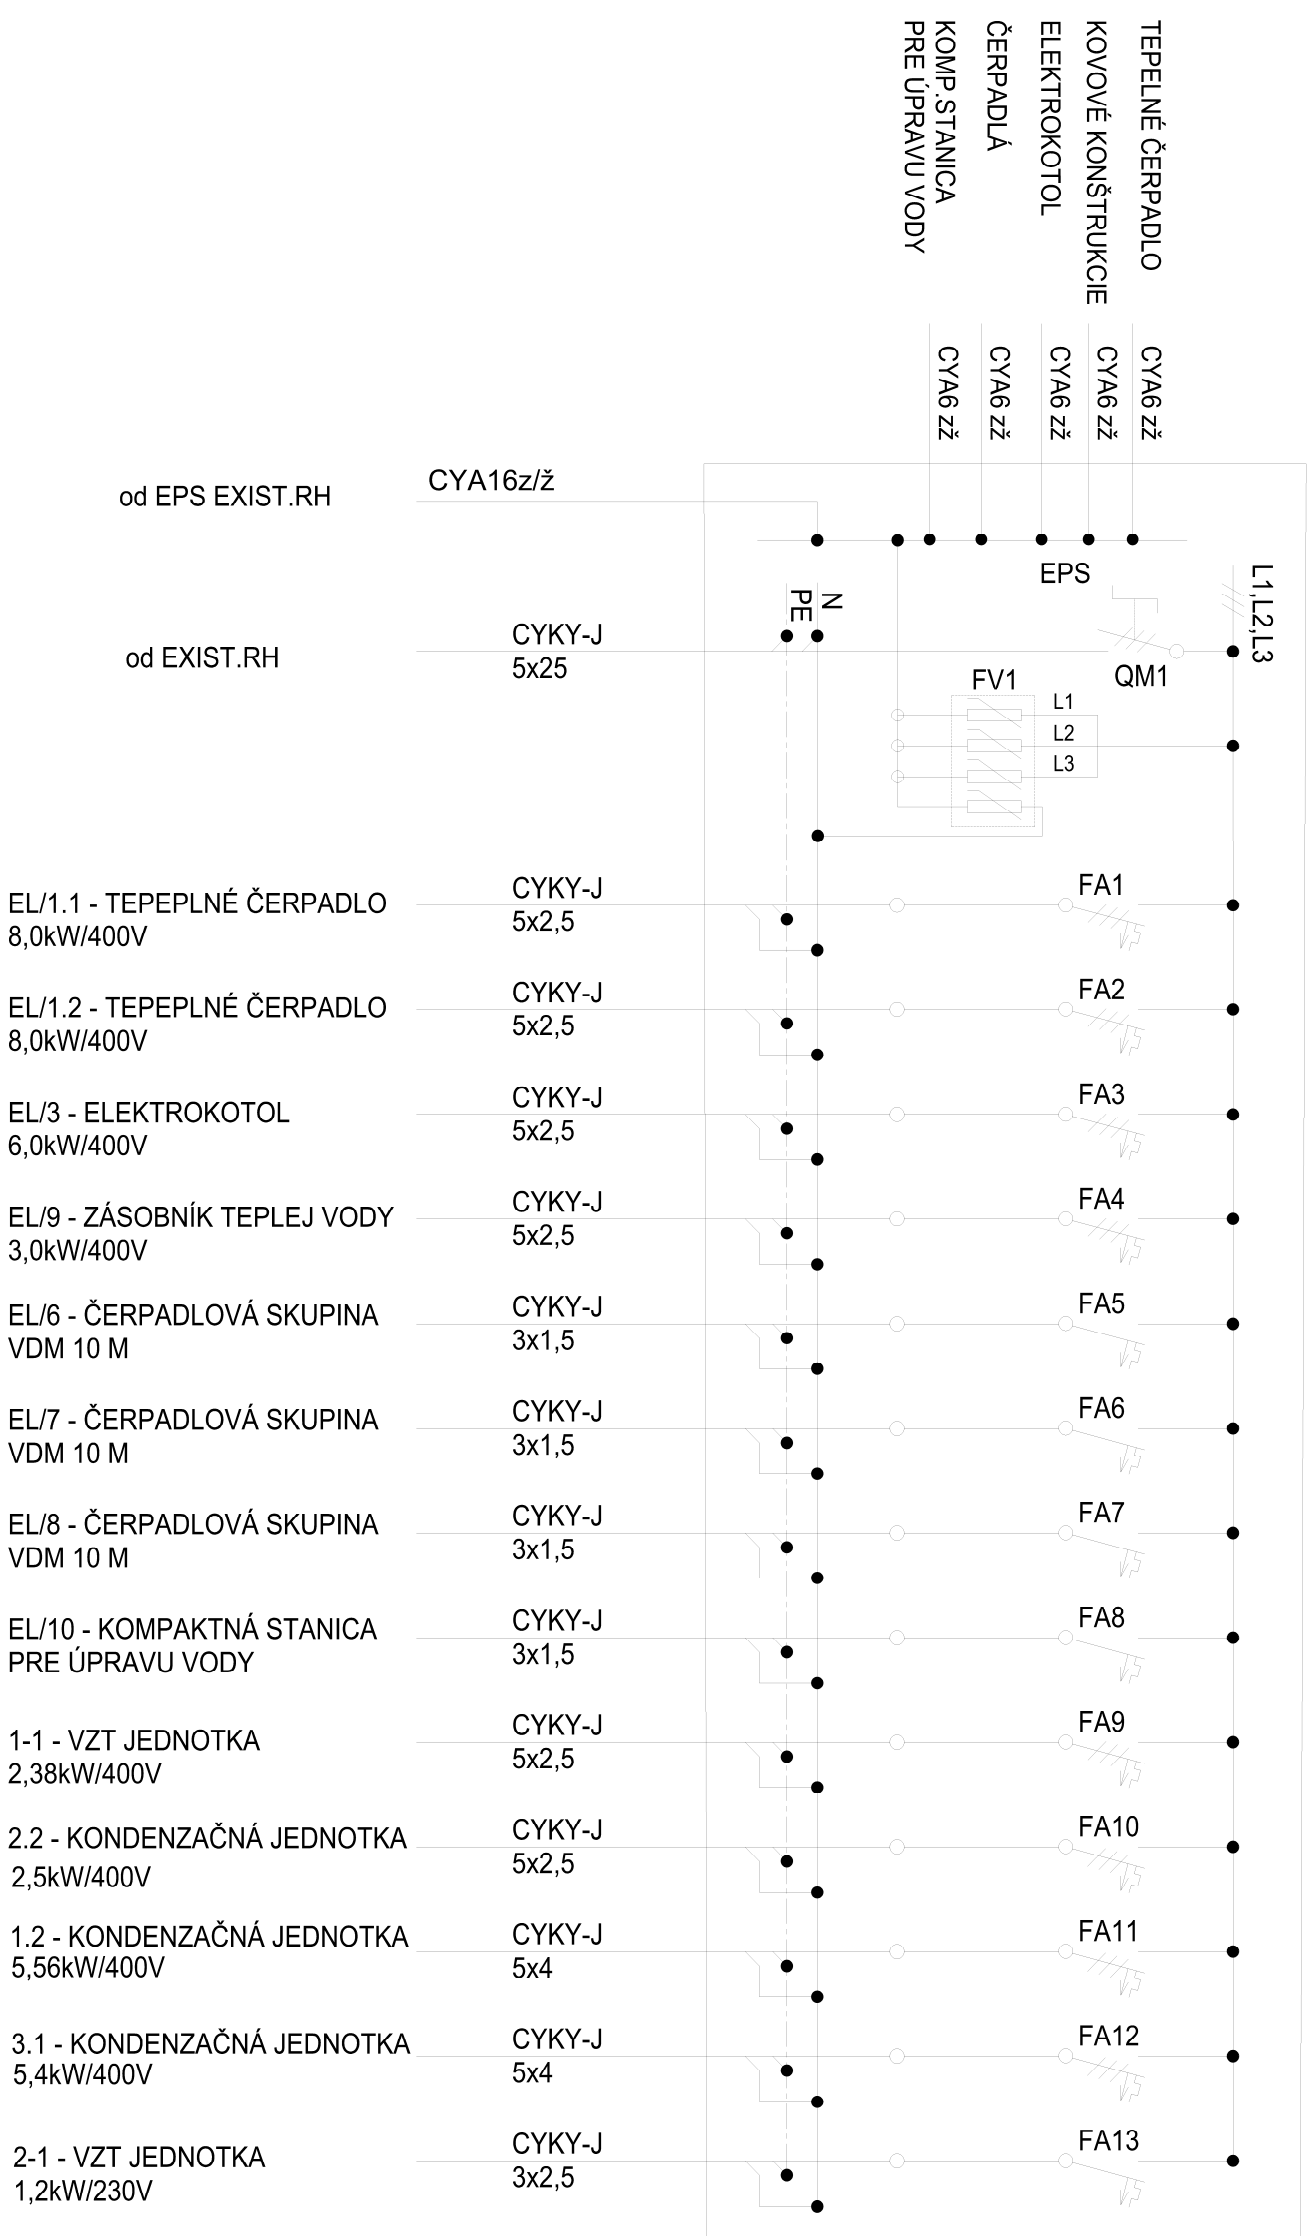 KOMP.STANICA
PRE ÚPRAVU VODY
ČERPADLÁ
ELEKTROKOTOL
KOVOVÉ KONŠTRUKCIE
TEPELNÉ ČERPADLO
CYA6 zž
CYA6 zž
CYA6 zž
CYA6 zž
CYA6 zž
od EPS EXIST.RH
CYA16z/ž
EPS
L1,L2,L3
N
PE
od EXIST.RH
CYKY-J
5x25
QM1
FV1
L1
L2
L3
EL/1.1 - TEPEPLNÉ ČERPADLO
8,0kW/400V
CYKY-J
5x2,5
FA1
EL/1.2 - TEPEPLNÉ ČERPADLO
8,0kW/400V
CYKY-J
5x2,5
FA2
EL/3 - ELEKTROKOTOL
6,0kW/400V
CYKY-J
5x2,5
FA3
EL/9 - ZÁSOBNÍK TEPLEJ VODY
3,0kW/400V
CYKY-J
5x2,5
FA4
EL/6 - ČERPADLOVÁ SKUPINA
VDM 10 M
CYKY-J
3x1,5
FA5
EL/7 - ČERPADLOVÁ SKUPINA
VDM 10 M
CYKY-J
3x1,5
FA6
EL/8 - ČERPADLOVÁ SKUPINA
VDM 10 M
CYKY-J
3x1,5
FA7
EL/10 - KOMPAKTNÁ STANICA
PRE ÚPRAVU VODY
CYKY-J
3x1,5
FA8
1-1 - VZT JEDNOTKA
2,38kW/400V
CYKY-J
5x2,5
FA9
2.2 - KONDENZAČNÁ JEDNOTKA
2,5kW/400V
CYKY-J
5x2,5
FA10
1.2 - KONDENZAČNÁ JEDNOTKA
5,56kW/400V
CYKY-J
5x4
FA11
3.1 - KONDENZAČNÁ JEDNOTKA
5,4kW/400V
CYKY-J
5x4
FA12
2-1 - VZT JEDNOTKA
1,2kW/230V
CYKY-J
3x2,5
FA13